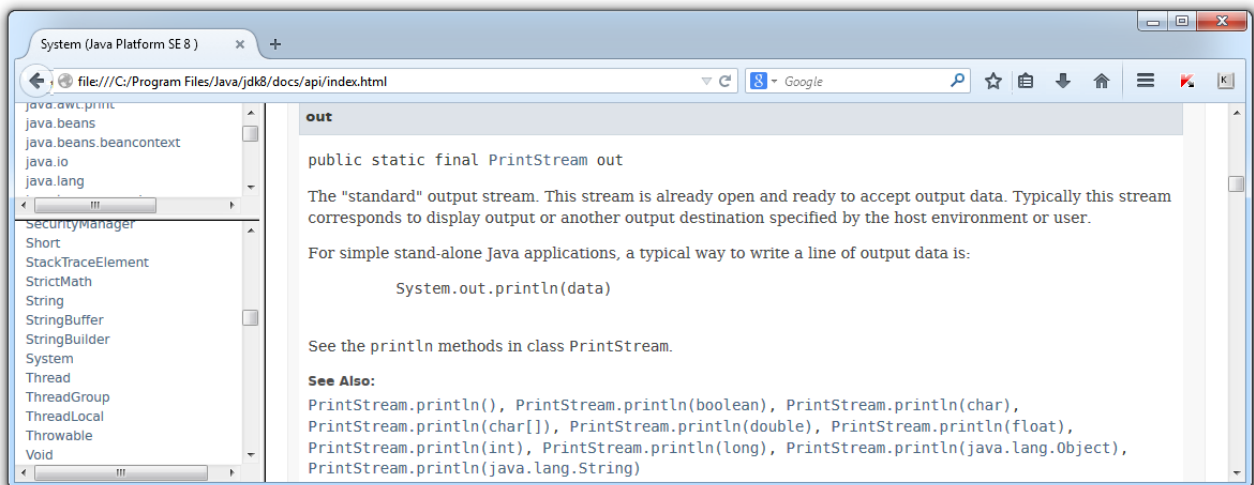 System (Java Platform SE 8 )
file:///C:/Program Files/Java/jdk8/docs/api/index.html
Google
java.awt.print
java.beans
java.beans.beancontext
java.io
java.lang
SecurityManager
Short
StackTraceElement
StrictMath
String
StringBuffer
StringBuilder
System
Thread
ThreadGroup
ThreadLocal
Throwable
Void
out
public static final PrintStream out
The "standard" output stream. This stream is already open and ready to accept output data. Typically this stream
corresponds to display output or another output destination specified by the host environment or user.
For simple stand-alone Java applications, a typical way to write a line of output data is:
System.out.println(data)
See the println methods in class PrintStream.
See Also:
PrintStream.println(), PrintStream.println(boolean), PrintStream.println(char),
PrintStream.println(char[]), PrintStream.println(double), PrintStream.println(float),
PrintStream.println(int), PrintStream.println(long), PrintStream.println(java.lang.Object),
PrintStream.println(java.lang.String)